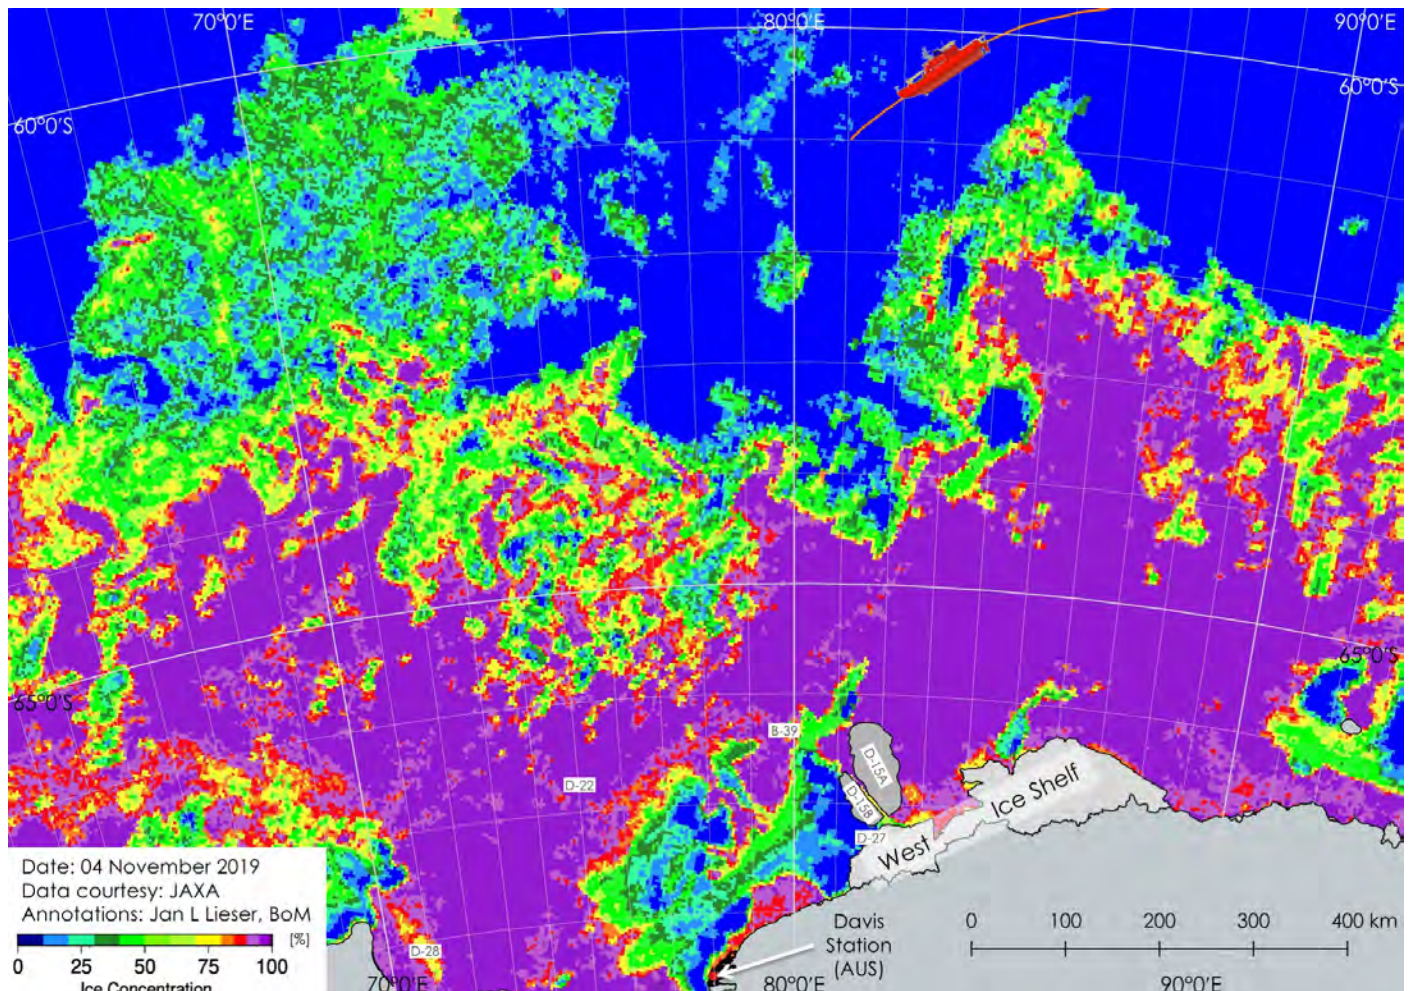 70°0'E
80°0'E
90°0'E
60°0'S
60°0'S
65°0'S
65°0'S
B-39
D-15A
D-22
D-15B
D-27
West Ice Shelf
Date: 04 November 2019
Data courtesy: JAXA
Annotations: Jan L Lieser, BoM
[%]
0 25 50 75 100
Ice Concentration
D-28
Davis
Station
(AUS)
0 100 200 300 400 km
70°0'E
80°0'E
90°0'E